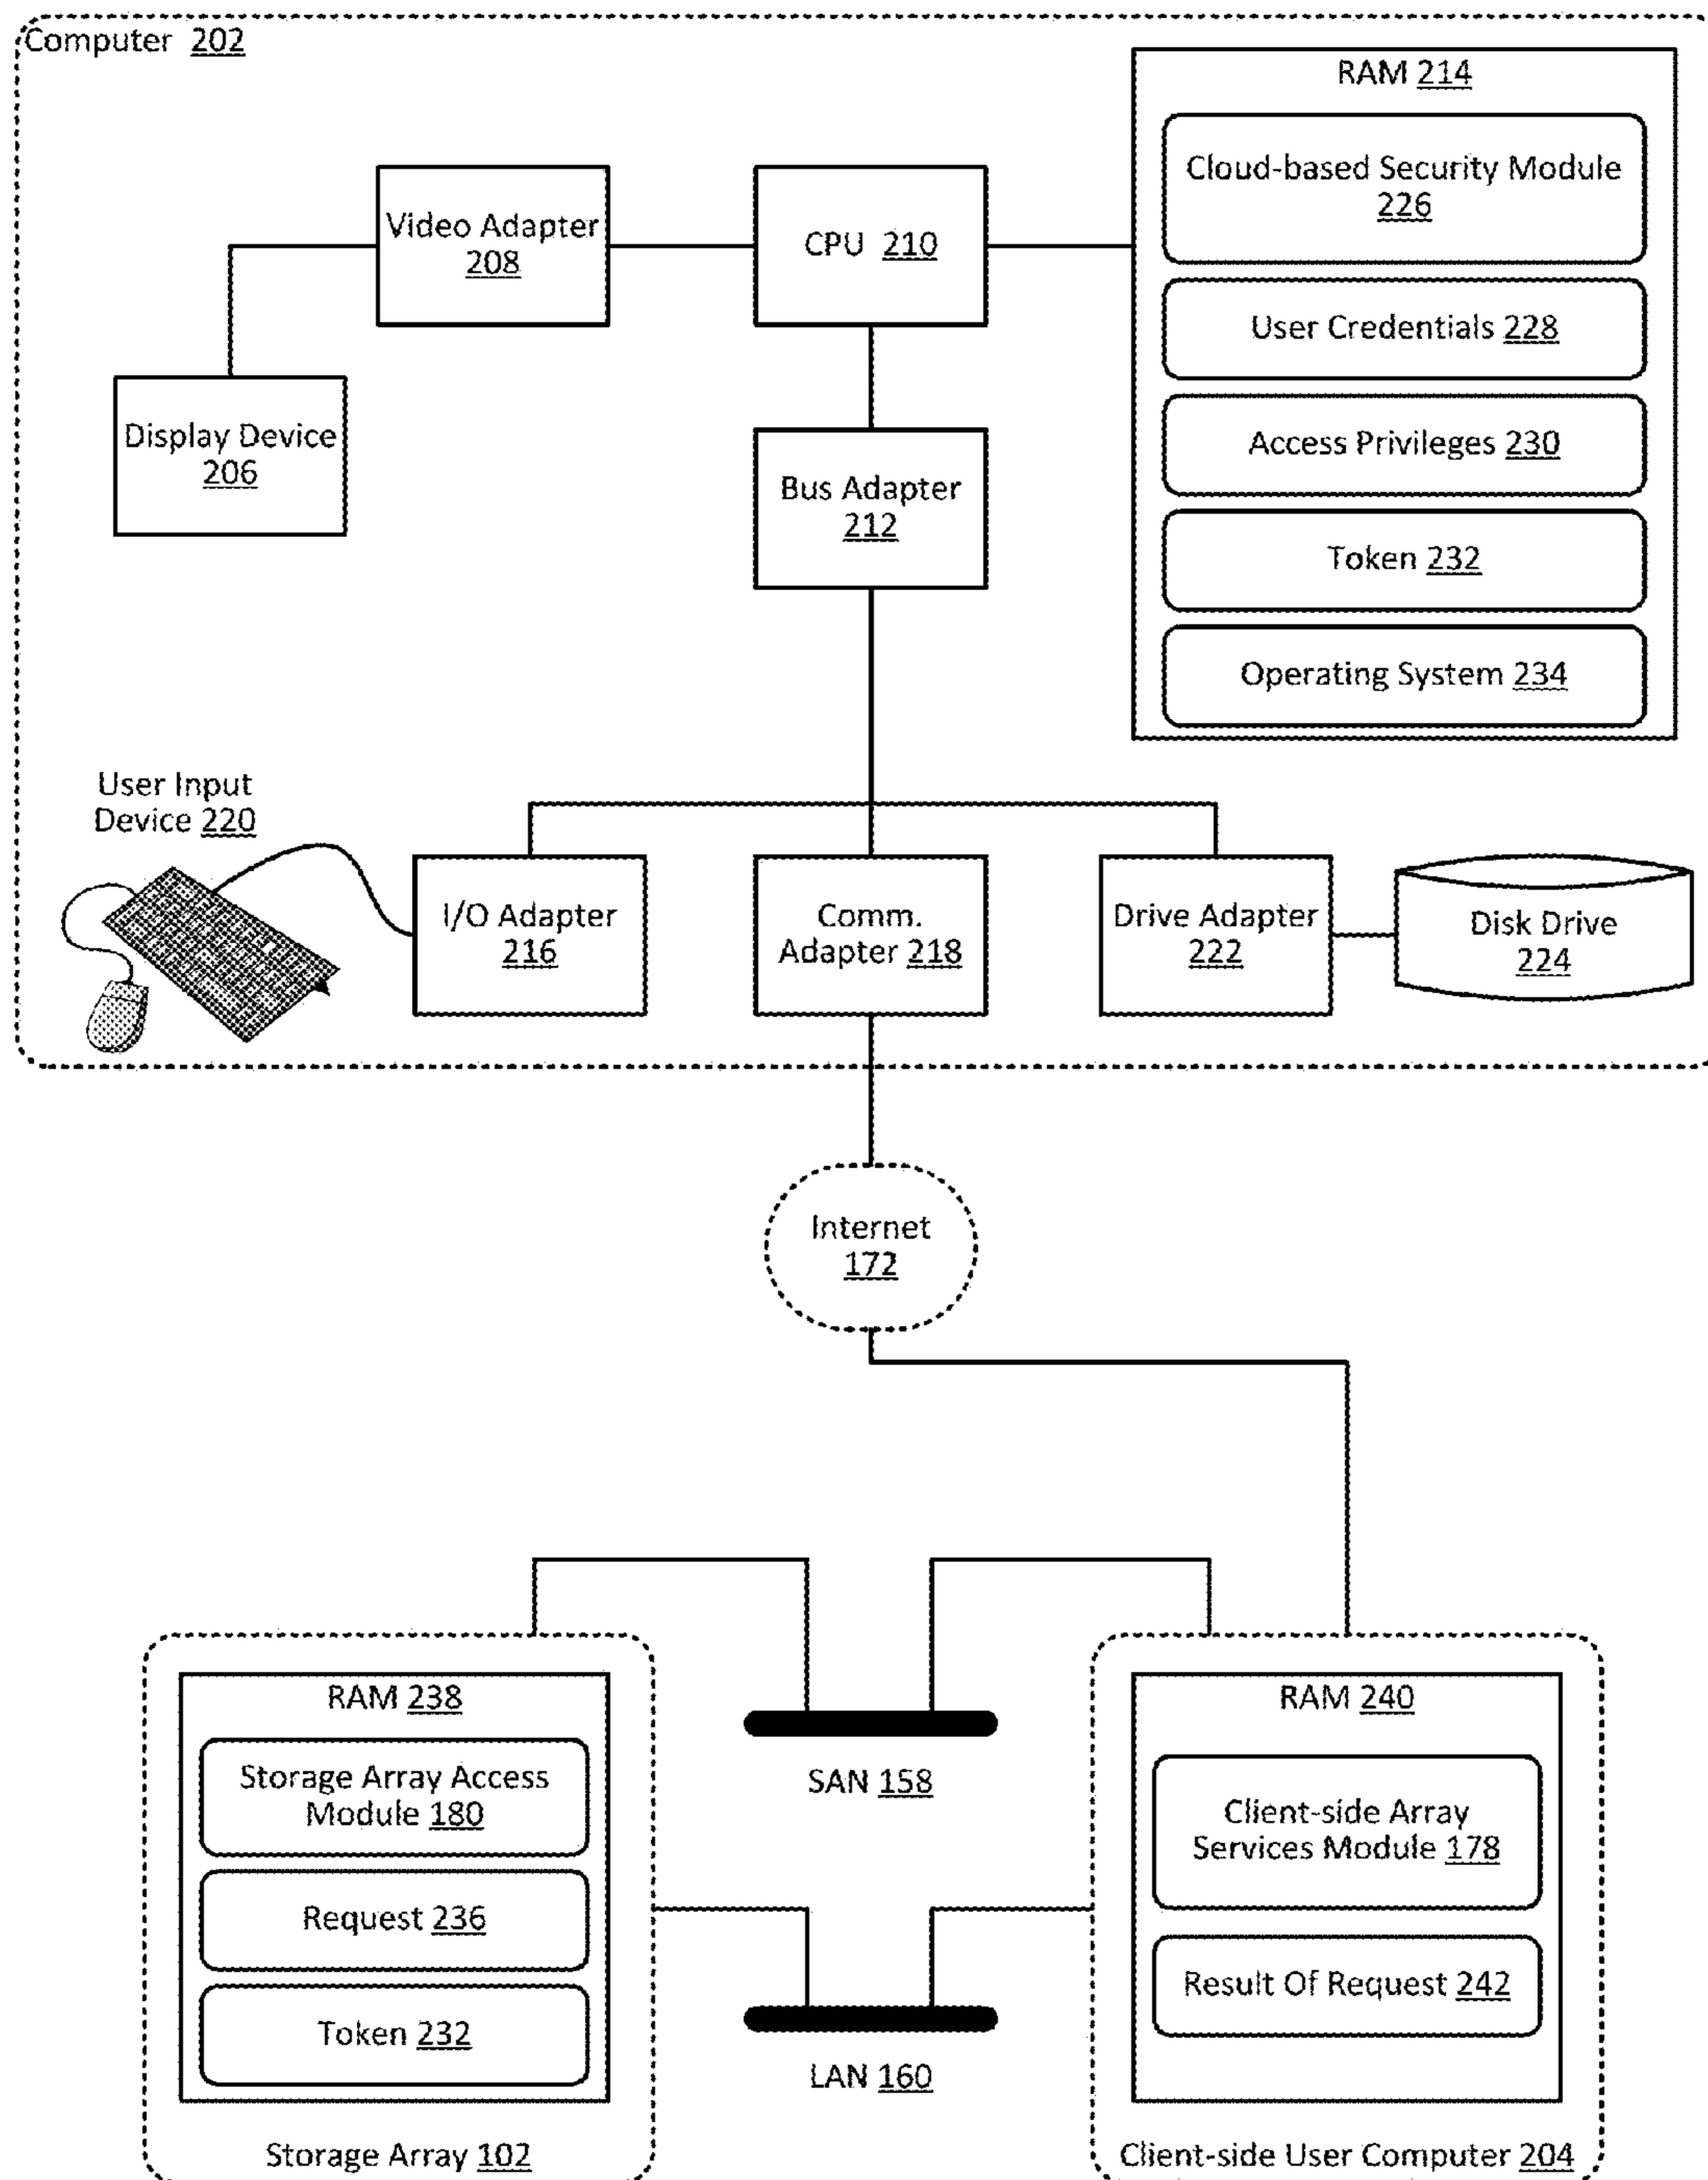 Computer 202
RAM 214
Cloud-based Security Module
226
Video Adapter
208
CPU 210
User Credentials 228
Display Device
206
Access Privileges 230
Bus Adapter
212
Token 232
Operating System 234
User Input
Device 220
I/O Adapter
216
Comm.
Adapter 218
Drive Adapter
222
Disk Drive
224
Internet
172
RAM 238
Storage Array Access
Module 180
Request 236
Token 232
Storage Array 102
SAN 158
LAN 160
RAM 240
Client-side Array
Services Module 178
Result Of Request 242
Client-side User Computer 204